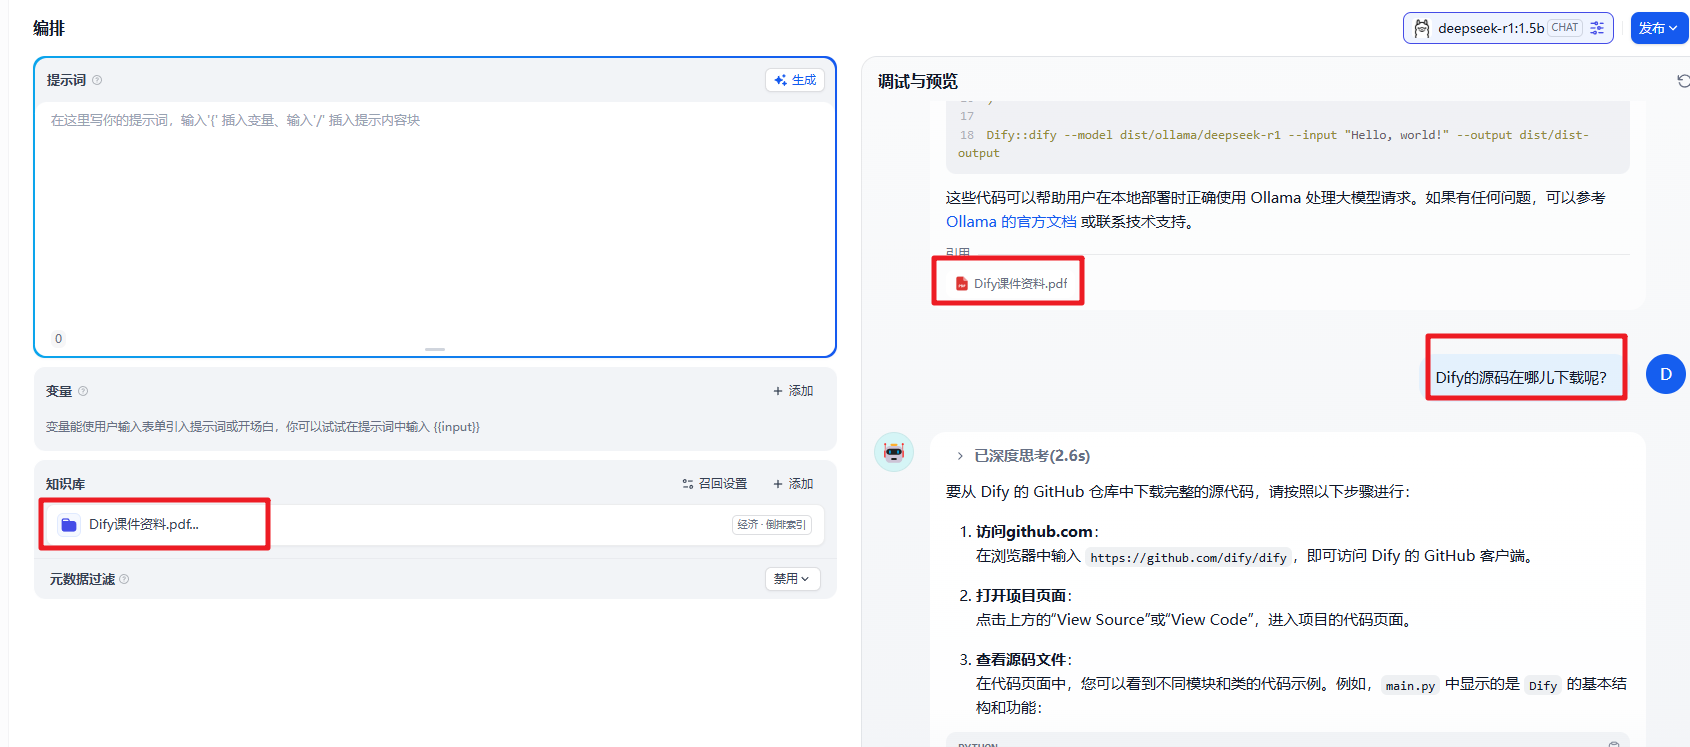 编排
deepseek-r1:1.5b CHAT
发布
提示词
生成
在这里写你的提示词，输入'{' 插入变量、输入'/' 插入提示内容块
0
变量
添加
变量能使用户输入表单引入提示词或开场白，你可以试试在提示词中输入 {{input}}
知识库
召回设置
添加
Dify课件资料.pdf...
经济 · 倒排索引
元数据过滤
禁用
调试与预览
17
18 Dify::dify --model dist/ollama/deepseek-r1 --input "Hello, world!" --output dist/dist-
output
这些代码可以帮助用户在本地部署时正确使用 Ollama 处理大模型请求。如果有任何问题，可以参考
Ollama 的官方文档 或联系技术支持。
引用
Dify课件资料.pdf
Dify的源码在哪儿下载呢？
D
已深度思考(2.6s)
要从 Dify 的 GitHub 仓库中下载完整的源代码，请按照以下步骤进行：
1. 访问github.com：
在浏览器中输入 https://github.com/dify/dify ，即可访问 Dify 的 GitHub 客户端。
2. 打开项目页面：
点击上方的“View Source”或“View Code”，进入项目的代码页面。
3. 查看源码文件：
在代码页面中，您可以看到不同模块和类的代码示例。例如， main.py 中显示的是 Dify 的基本结
构和功能：
PYTHON